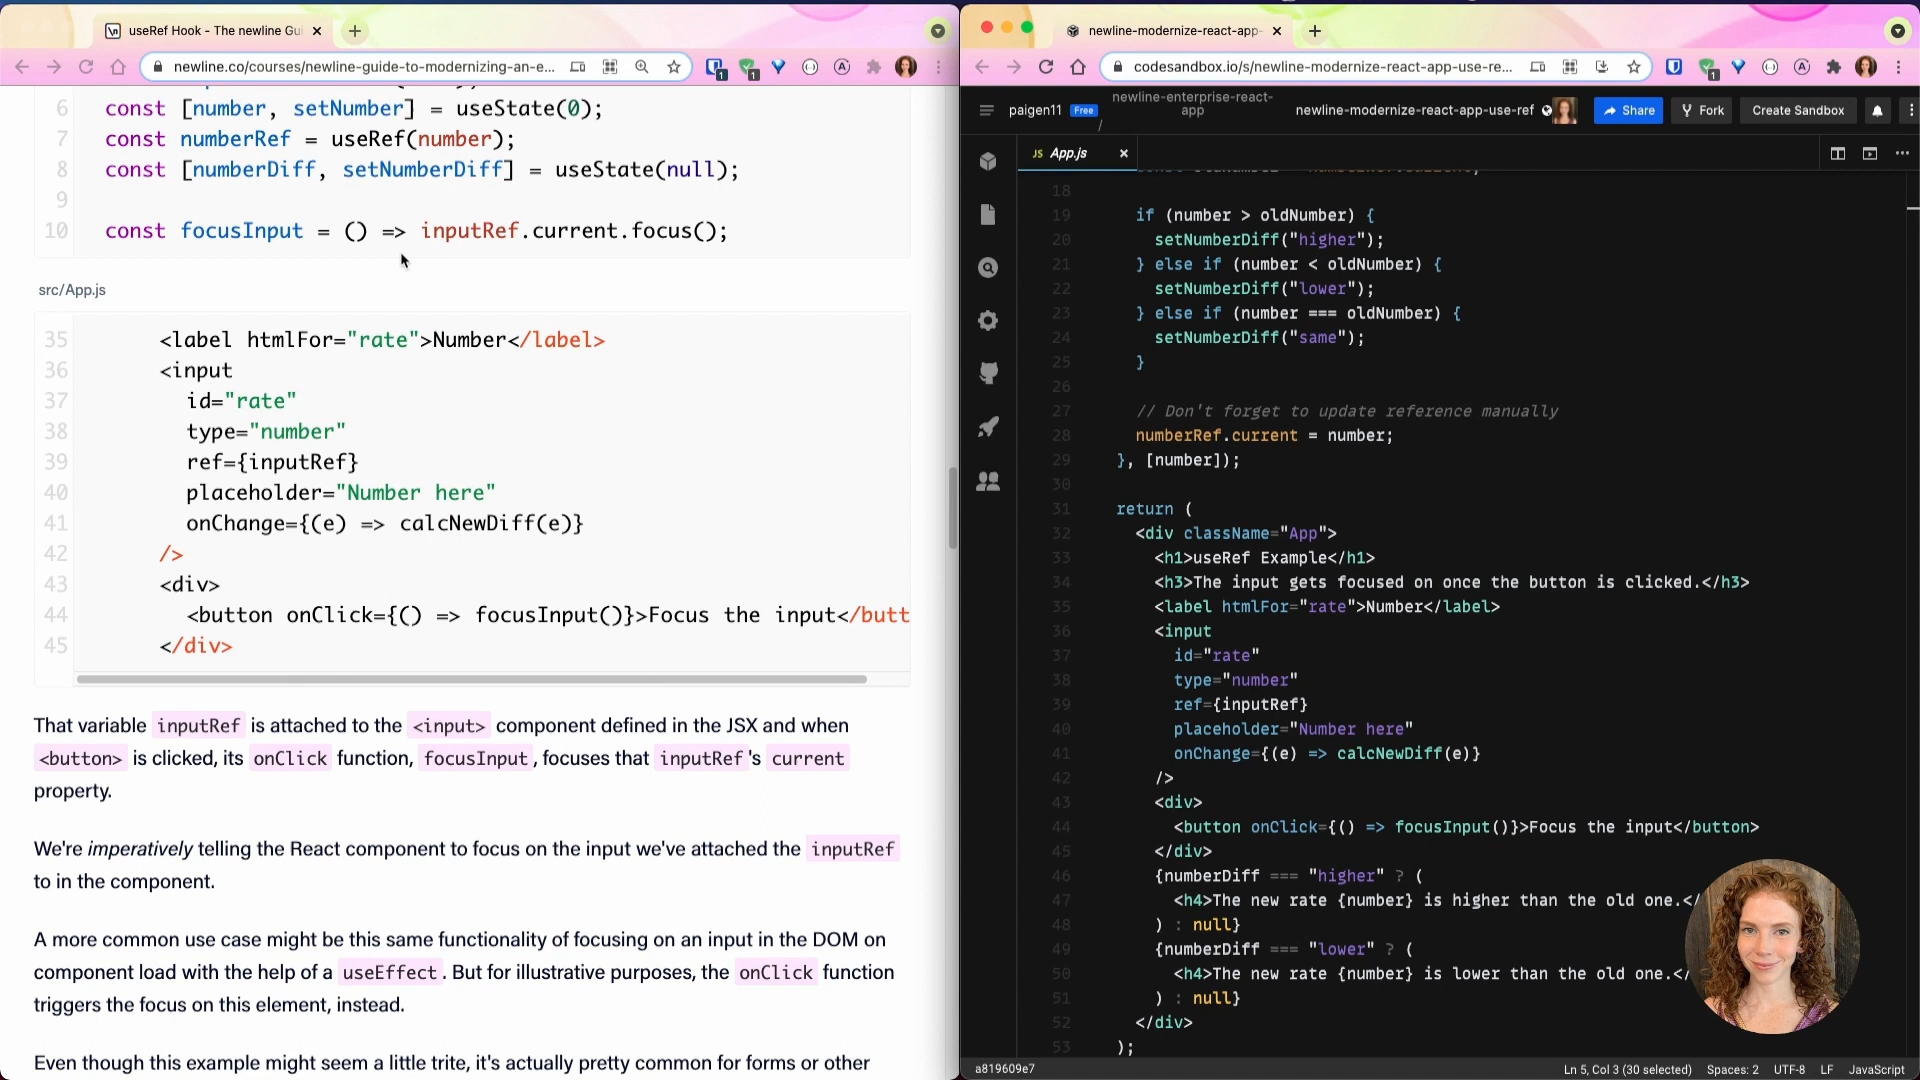 useRef Hook - The newline Gui
newline.co/courses/newline-guide-to-modernizing-an-e...
6 const [number, setNumber] = useState(0);
7 const numberRef = useRef(number);
8 const [numberDiff, setNumberDiff] = useState(null);
9
10 const focusInput = () => inputRef.current.focus();
src/App.js
35 <label htmlFor="rate">Number</label>
36 <input
37 id="rate"
38 type="number"
39 ref={inputRef}
40 placeholder="Number here"
41 onChange={(e) => calcNewDiff(e)}
42 />
43 <div>
44 <button onClick={() => focusInput()}>Focus the input</butt
45 </div>
That variable inputRef is attached to the <input> component defined in the JSX and when
<button> is clicked, its onClick function, focusInput, focuses that inputRef's current
property.
We're imperatively telling the React component to focus on the input we've attached the inputRef
to in the component.
A more common use case might be this same functionality of focusing on an input in the DOM on
component load with the help of a useEffect. But for illustrative purposes, the onClick function
triggers the focus on this element, instead.
Even though this example might seem a little trite, it's actually pretty common for forms or other
newline-modernize-react-app-
codesandbox.io/s/newline-modernize-react-app-use-re...
paigen11 Free
newline-enterprise-react-
app
/
newline-modernize-react-app-use-ref
Share
Fork
Create Sandbox
JS App.js
18
19 if (number > oldNumber) {
20 setNumberDiff("higher");
21 } else if (number < oldNumber) {
22 setNumberDiff("lower");
23 } else if (number === oldNumber) {
24 setNumberDiff("same");
25 }
26
27 // Don't forget to update reference manually
28 numberRef.current = number;
29 }, [number]);
30
31 return (
32 <div className="App">
33 <h1>useRef Example</h1>
34 <h3>The input gets focused on once the button is clicked.</h3>
35 <label htmlFor="rate">Number</label>
36 <input
37 id="rate"
38 type="number"
39 ref={inputRef}
40 placeholder="Number here"
41 onChange={(e) => calcNewDiff(e)}
42 />
43 <div>
44 <button onClick={() => focusInput()}>Focus the input</button>
45 </div>
46 {numberDiff === "higher" ? (
47 <h4>The new rate {number} is higher than the old one.</
48 ) : null}
49 {numberDiff === "lower" ? (
50 <h4>The new rate {number} is lower than the old one.</
51 ) : null}
52 </div>
53 );
a819609e7
Ln 5, Col 3 (30 selected) Spaces: 2 UTF-8 LF JavaScript